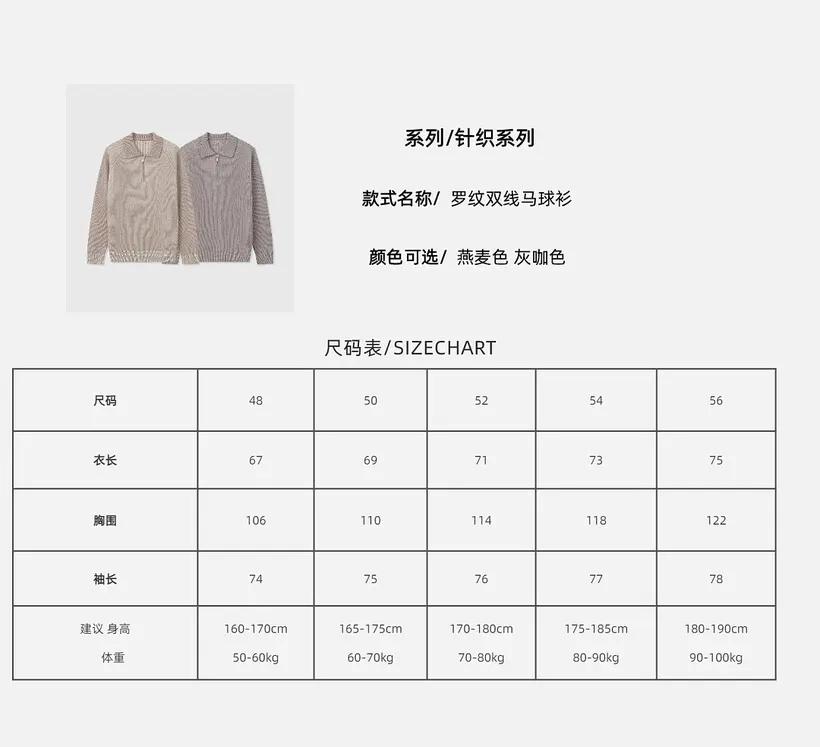 系列/针织系列
款式名称/ 罗纹双线马球衫
颜色可选/ 燕麦色 灰咖色
尺码表/SIZECHART
尺码 48 50 52 54 56
衣长 67 69 71 73 75
胸围 106 110 114 118 122
袖长 74 75 76 77 78
建议 身高 160-170cm 165-175cm 170-180cm 175-185cm 180-190cm
体重 50-60kg 60-70kg 70-80kg 80-90kg 90-100kg